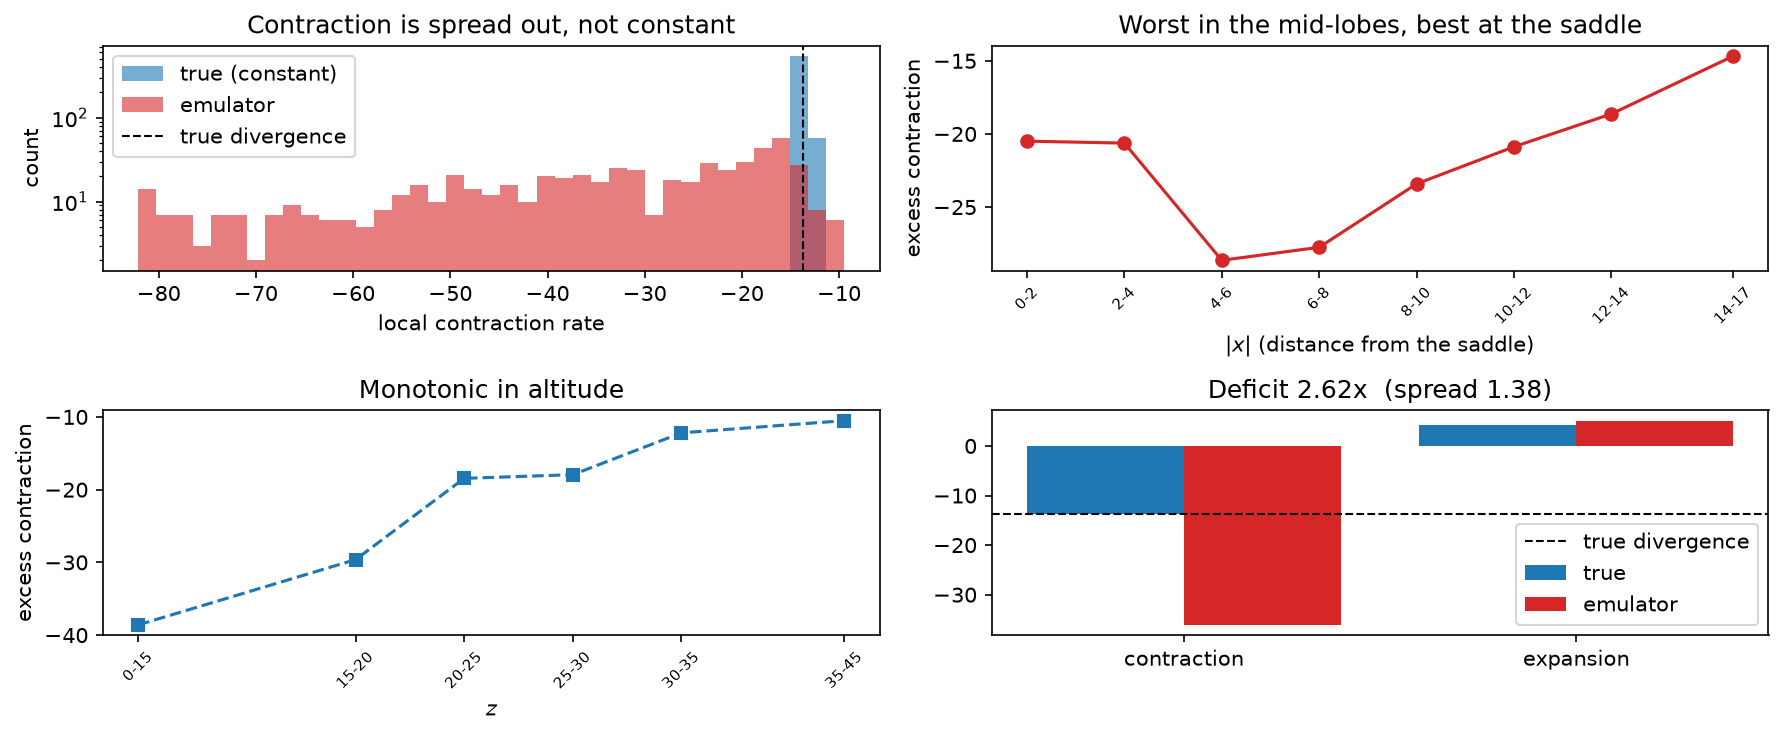 Contraction is spread out, not constant
count
10²
10¹
true (constant)
emulator
true divergence
−80 −70 −60 −50 −40 −30 −20 −10
local contraction rate
Worst in the mid-lobes, best at the saddle
excess contraction
−15
−20
−25
0-2 2-4 4-6 6-8 8-10 10-12 12-14 14-17
|x| (distance from the saddle)
Monotonic in altitude
excess contraction
−10
−20
−30
−40
0-15 15-20 20-25 25-30 30-35 35-45
z
Deficit 2.62x (spread 1.38)
0
−10
−20
−30
true divergence
true
emulator
contraction expansion